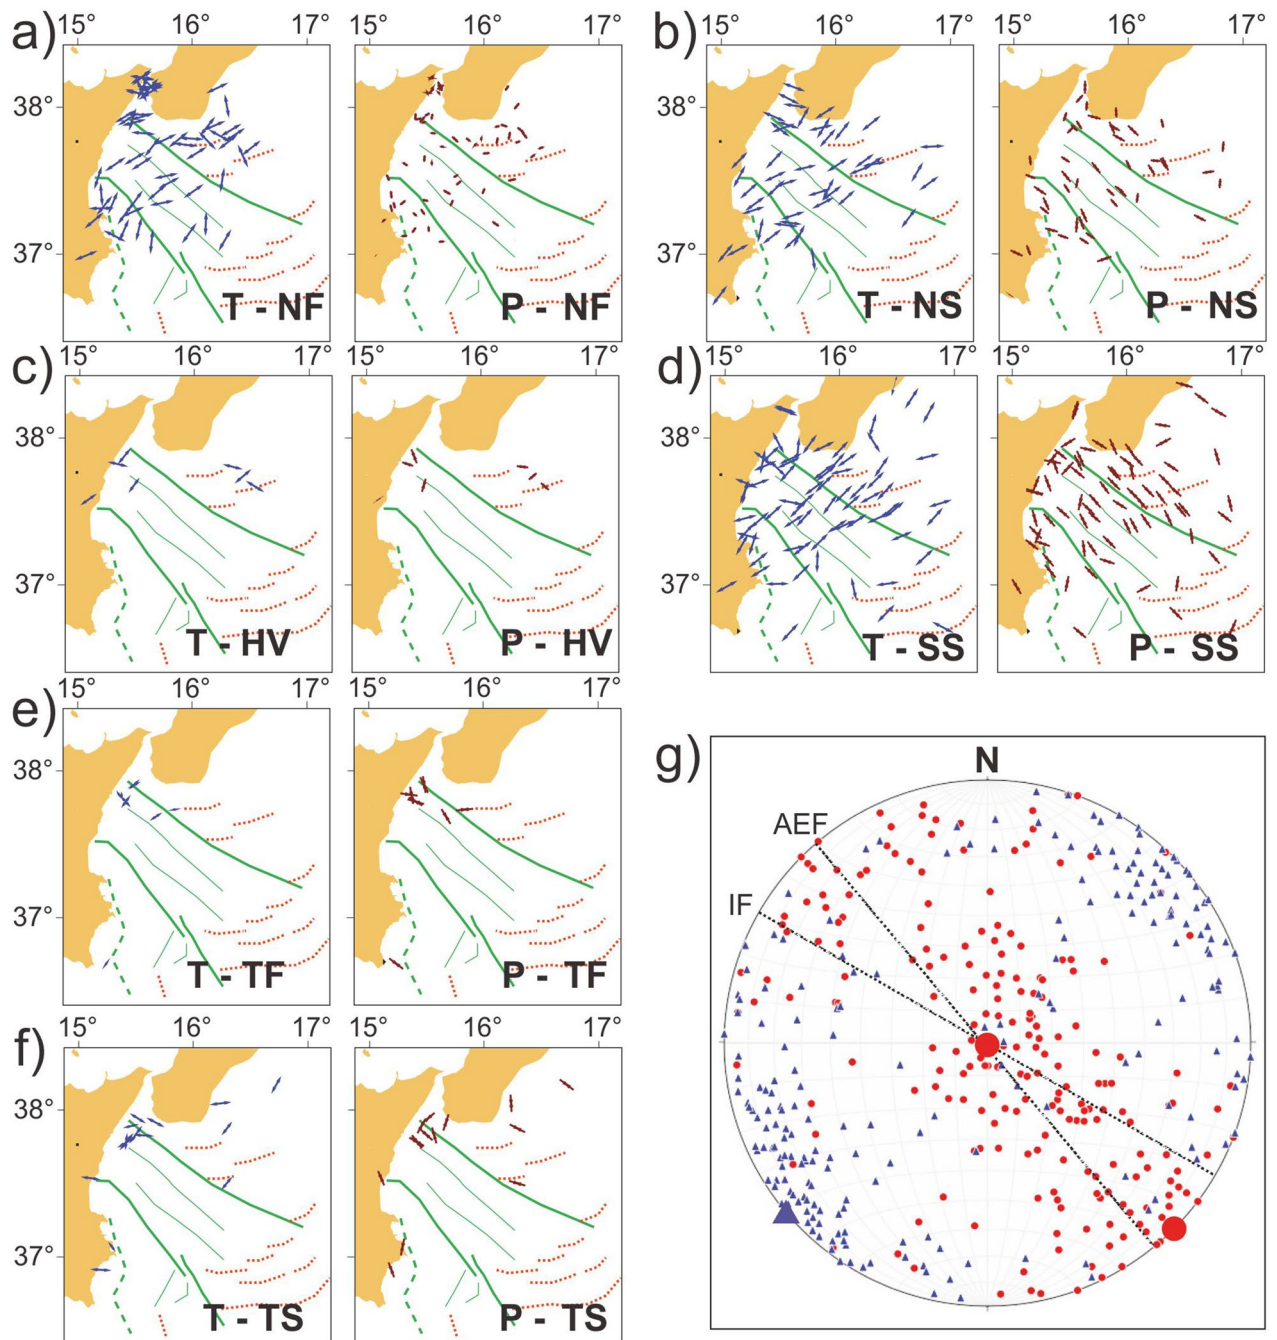 a)
15° 16° 17°
15° 16° 17°
38°
37°
T - NF
P - NF
b)
15° 16° 17°
15° 16° 17°
38°
37°
T - NS
P - NS
c)
15° 16° 17°
15° 16° 17°
38°
37°
T - HV
P - HV
d)
15° 16° 17°
15° 16° 17°
38°
37°
T - SS
P - SS
e)
15° 16° 17°
15° 16° 17°
38°
37°
T - TF
P - TF
f)
15° 16° 17°
15° 16° 17°
38°
37°
T - TS
P - TS
g)
N
AEF
IF